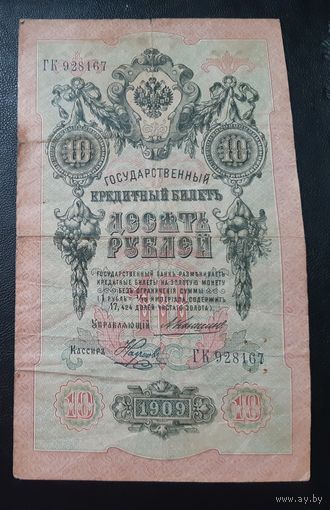 ГК 928167
10 10
ГОСУДАРСТВЕННЫЙ
КРЕДИТНЫЙ БИЛЕТЪ
ДЕСЯТЬ
РУБЛЕЙ
ГОСУДАРСТВЕННЫЙ БАНКЪ РАЗМѢНИВАЕТЪ
КРЕДИТНЫЕ БИЛЕТЫ НА ЗОЛОТУЮ МОНЕТУ
БЕЗЪ ОГРАНИЧЕНІЯ СУММЫ
(1 РУБЛЬ = 1/15 ИМПЕРІАЛА, СОДЕРЖИТЪ
17,424 ДОЛЕЙ ЧИСТАГО ЗОЛОТА).
Управляющій
Кассиръ
ГК 928167
10 1909 10
www.ay.by